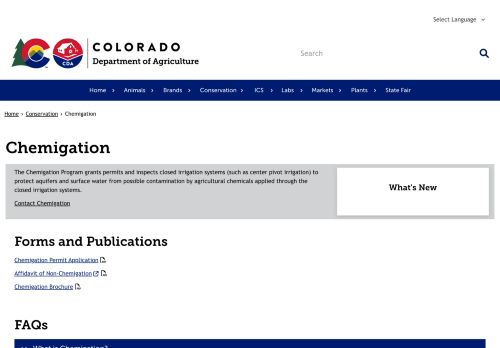 Select Language
CDA
COLORADO
Department of Agriculture
Search
Home
Animals
Brands
Conservation
ICS
Labs
Markets
Plants
State Fair
Home › Conservation › Chemigation
Chemigation
The Chemigation Program grants permits and inspects closed irrigation systems (such as center pivot irrigation) to
protect aquifers and surface water from possible contamination by agricultural chemicals applied through the
closed irrigation systems.
Contact Chemigation
What's New
Forms and Publications
Chemigation Permit Application
Affidavit of Non-Chemigation
Chemigation Brochure
FAQs
What is Chemigation?